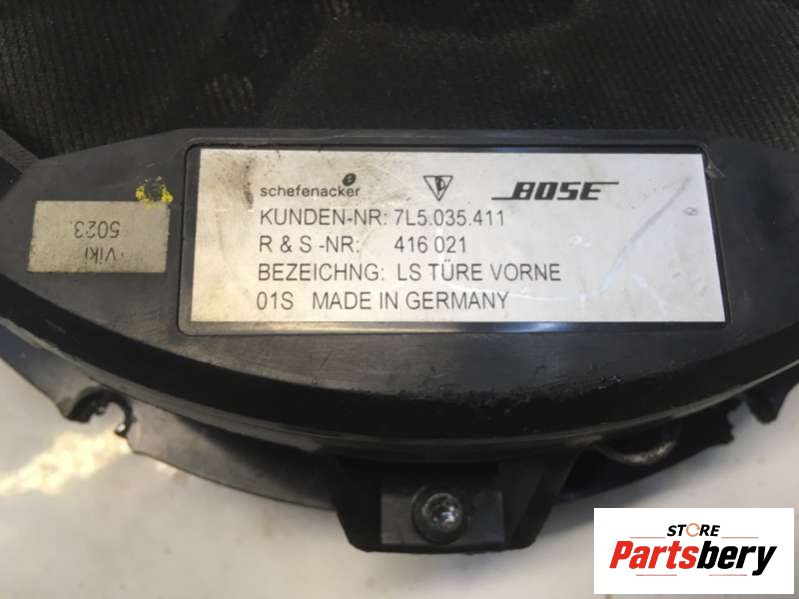 schefenacker
BOSE
KUNDEN-NR: 7L5.035.411
R & S -NR: 416 021
BEZEICHNG: LS TÜRE VORNE
01S MADE IN GERMANY
Viki
5023
STORE
Partsbery